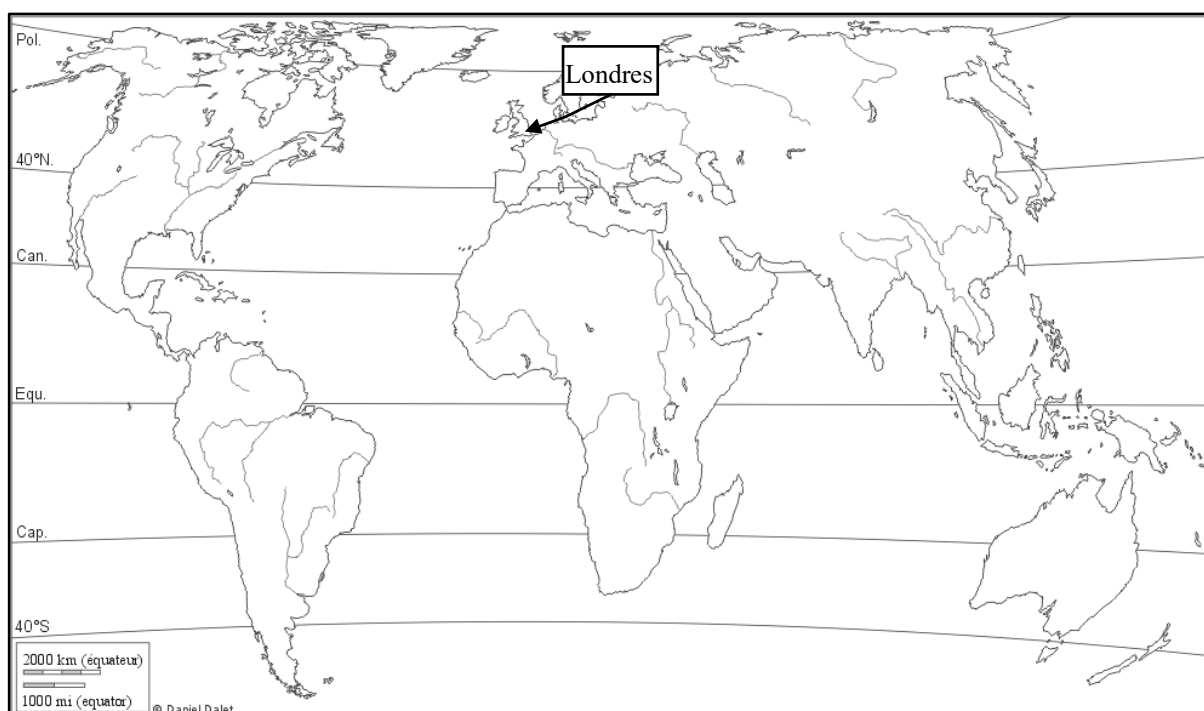 Pol.
Londres
40°N.
Can.
Equ.
Cap.
40°S
2000 km (équateur)
1000 mi (equator)
© Daniel Dalet